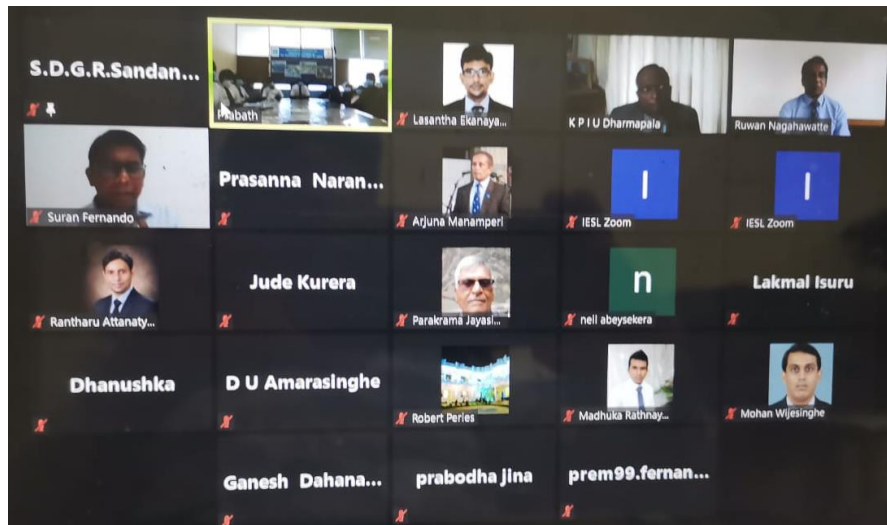 S.D.G.R.Sandan...
Prabath
Lasantha Ekanaya...
K P I U Dharmapala
Ruwan Nagahawatte
Suran Fernando
Prasanna Naran...
Arjuna Manamperi
I
IESL Zoom
I
IESL Zoom
Rantharu Attanaty...
Jude Kurera
Parakrama Jayasi...
n
neil abeysekera
Lakmal Isuru
Dhanushka
D U Amarasinghe
Robert Peries
Madhuka Rathnay...
Mohan Wijesinghe
Ganesh Dahana...
prabodha jina
prem99.fernan...